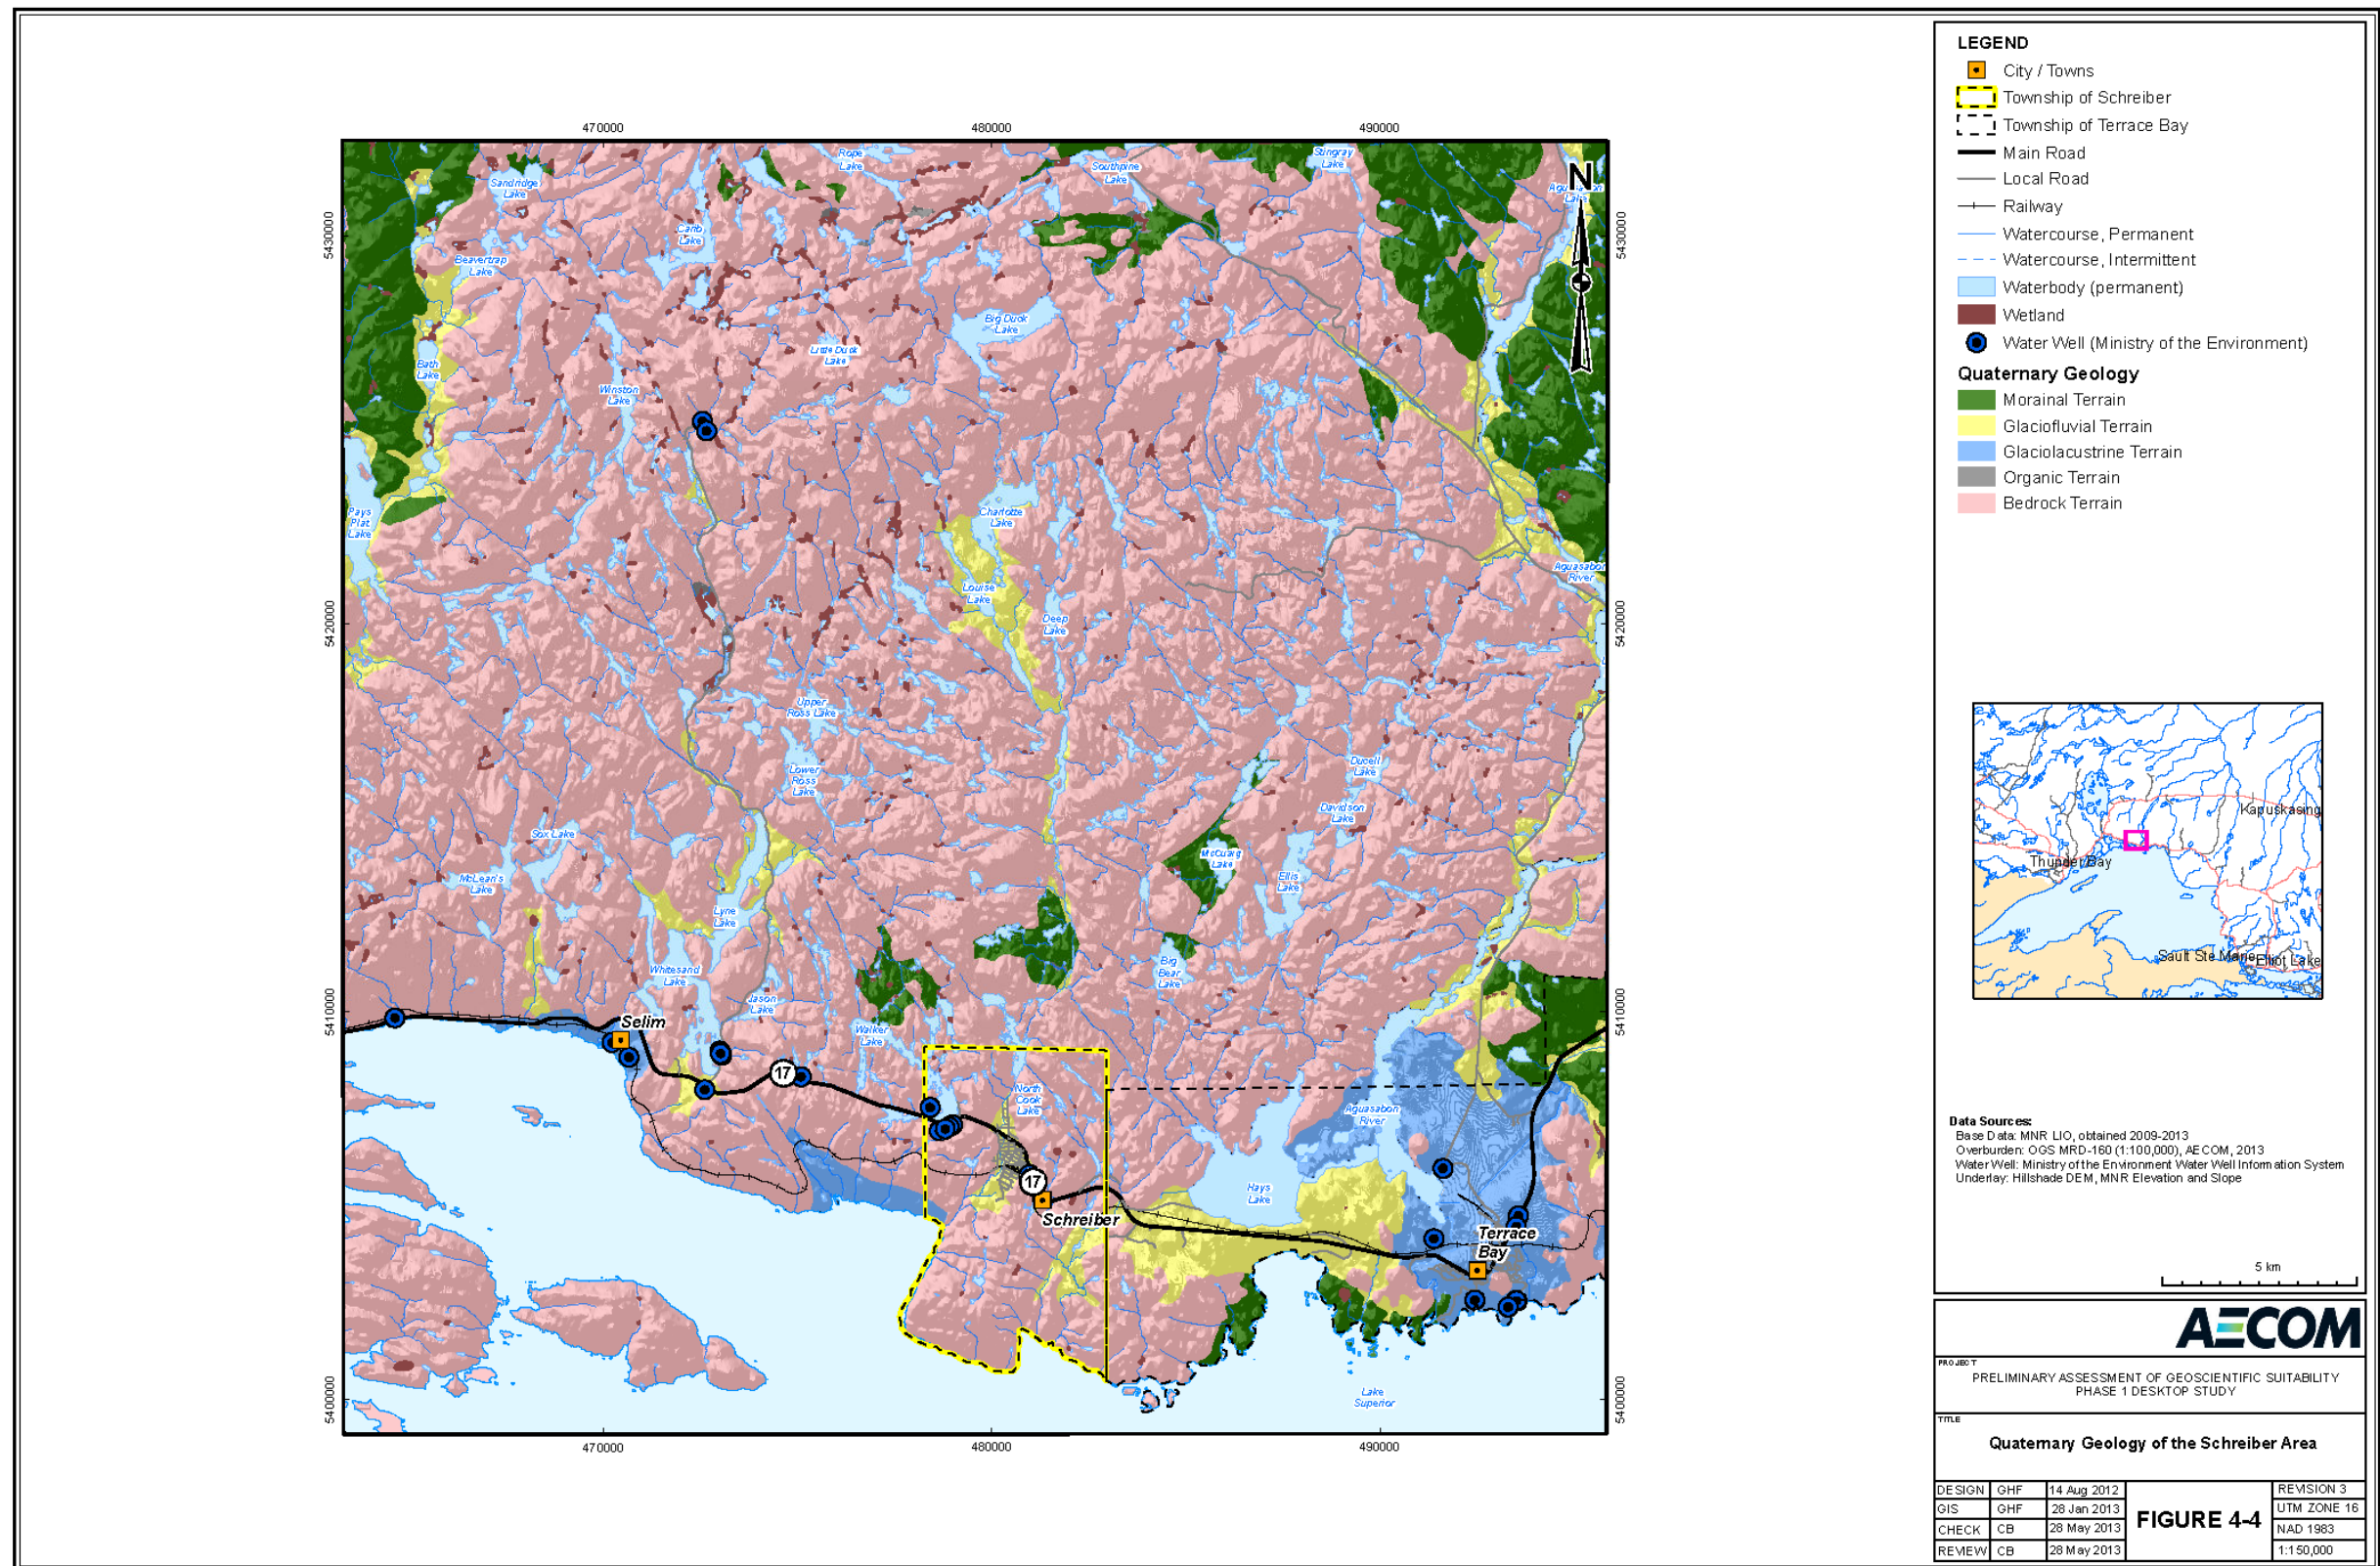 470000
480000
490000
5430000
5420000
5410000
5400000
5430000
5420000
5410000
5400000
470000
480000
490000
N
Sandridge
Lake
Rope
Lake
Southpine
Lake
Stingray
Lake
Carib
Lake
Beavertrap
Lake
Big Duck
Lake
Little Duck
Lake
Bath
Lake
Winston
Lake
Pays
Plat
Lake
Charlotte
Lake
Louise
Lake
Deep
Lake
Aguasabon
River
Upper
Ross Lake
Lower
Ross
Lake
Ducell
Lake
Davidson
Lake
Sox Lake
McLean's
Lake
McCuaig
Lake
Ellis
Lake
Lyne
Lake
Whitesand
Lake
Big
Bear
Lake
Jason
Lake
Walker
Lake
Selim
17
North
Cook
Lake
Aguasabon
River
17
Schreiber
Hays
Lake
Terrace
Bay
Lake
Superior
LEGEND
City / Towns
Township of Schreiber
Township of Terrace Bay
Main Road
Local Road
Railway
Watercourse, Permanent
Watercourse, Intermittent
Waterbody (permanent)
Wetland
Water Well (Ministry of the Environment)
Quaternary Geology
Morainal Terrain
Glaciofluvial Terrain
Glaciolacustrine Terrain
Organic Terrain
Bedrock Terrain
Kapuskasing
Thunder Bay
Sault Ste Marie
Elliot Lake
Data Sources:
Base Data: MNR LIO, obtained 2009-2013
Overburden: OGS MRD-160 (1:100,000), AECOM, 2013
Water Well: Ministry of the Environment Water Well Information System
Underlay: Hillshade DEM, MNR Elevation and Slope
5 km
AECOM
PROJECT
PRELIMINARY ASSESSMENT OF GEOSCIENTIFIC SUITABILITY
PHASE 1 DESKTOP STUDY
TITLE
Quaternary Geology of the Schreiber Area
DESIGN GHF 14 Aug 2012
GIS GHF 28 Jan 2013
CHECK CB 28 May 2013
REVIEW CB 28 May 2013
FIGURE 4-4
REVISION 3
UTM ZONE 16
NAD 1983
1:150,000